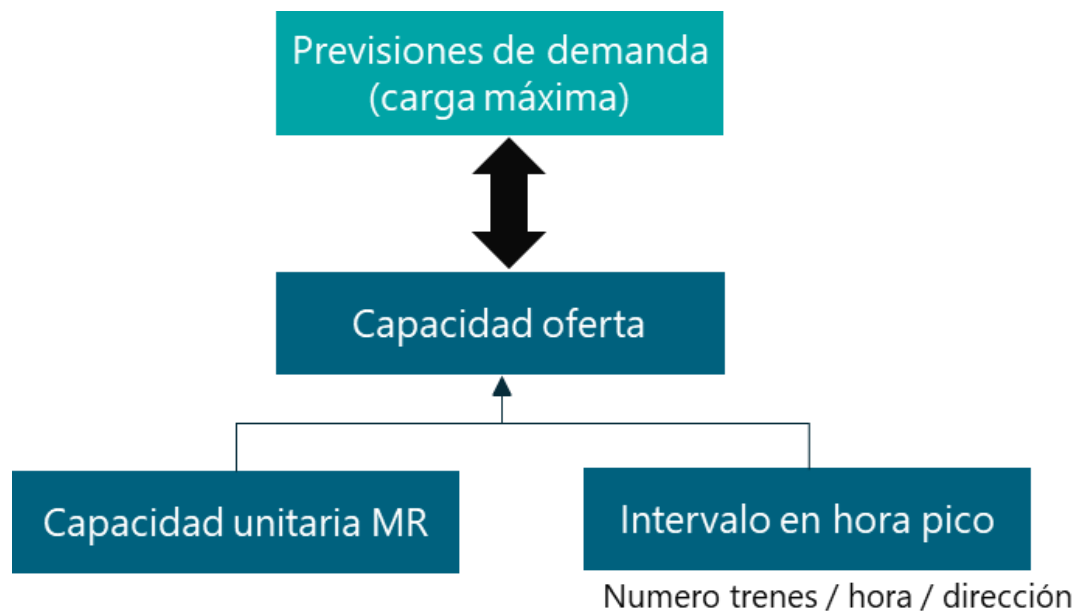 Previsiones de demanda
(carga máxima)
Capacidad oferta
Capacidad unitaria MR
Intervalo en hora pico
Numero trenes / hora / dirección